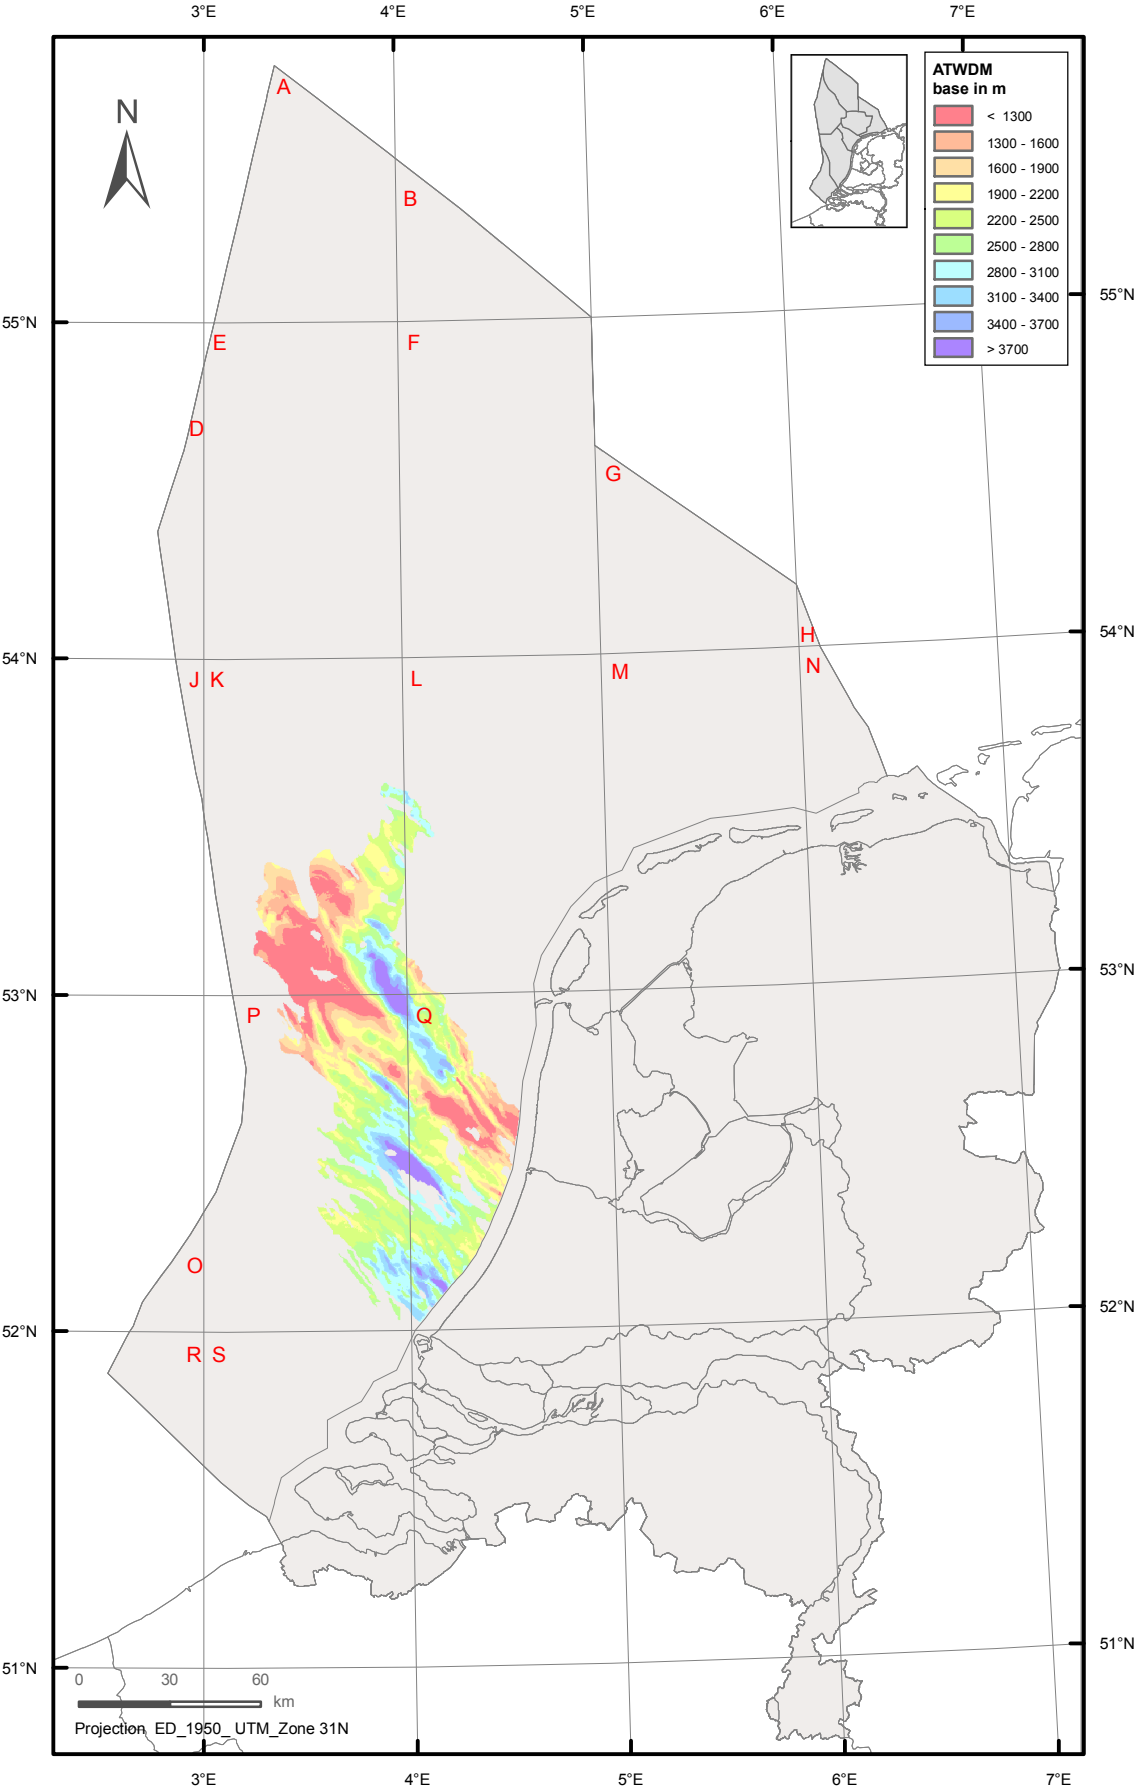 3°E 4°E 5°E 6°E 7°E
ATWDM
base in m
< 1300
1300 - 1600
1600 - 1900
1900 - 2200
2200 - 2500
2500 - 2800
2800 - 3100
3100 - 3400
3400 - 3700
> 3700
N
A
B
55°N 55°N
E F
D
G
H
54°N 54°N
J K L M N
53°N 53°N
P Q
O
52°N 52°N
R S
51°N 51°N
0 30 60
km
Projection ED_1950_ UTM_Zone 31N
3°E 4°E 5°E 6°E 7°E